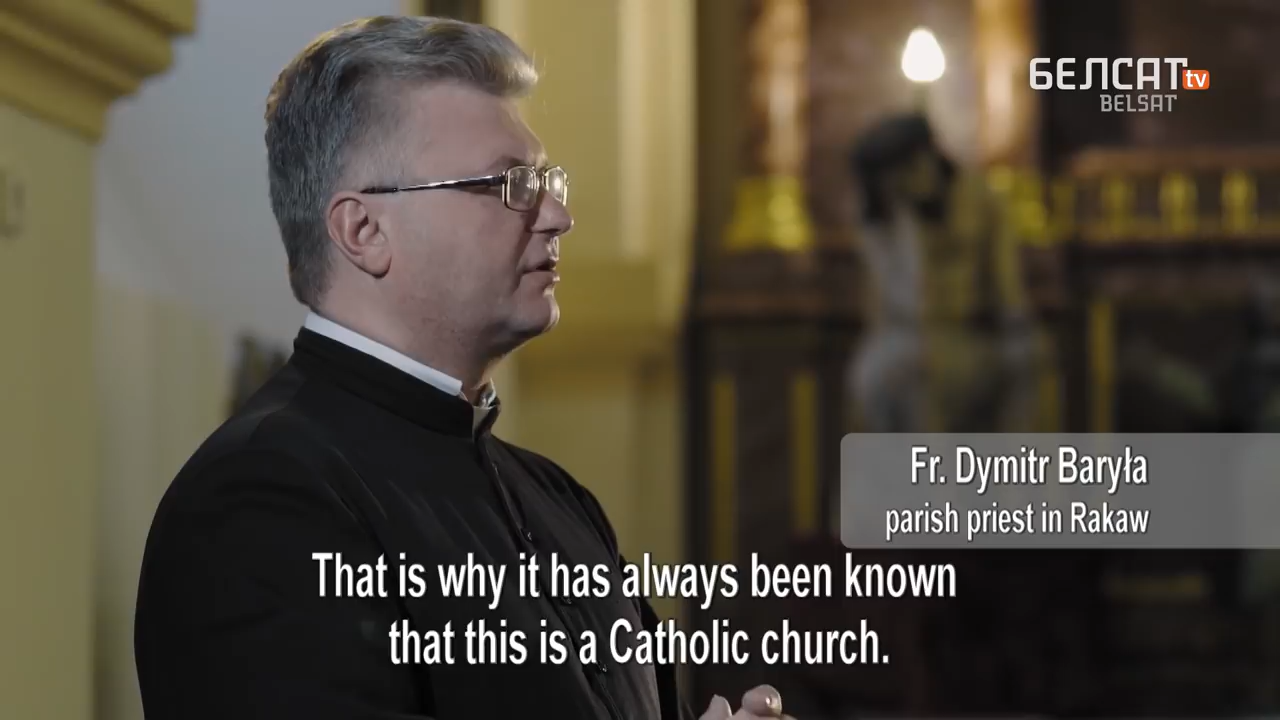 БЕЛСАТ tv
BELSAT
Fr. Dymitr Baryła
parish priest in Rakaw
That is why it has always been known
that this is a Catholic church.